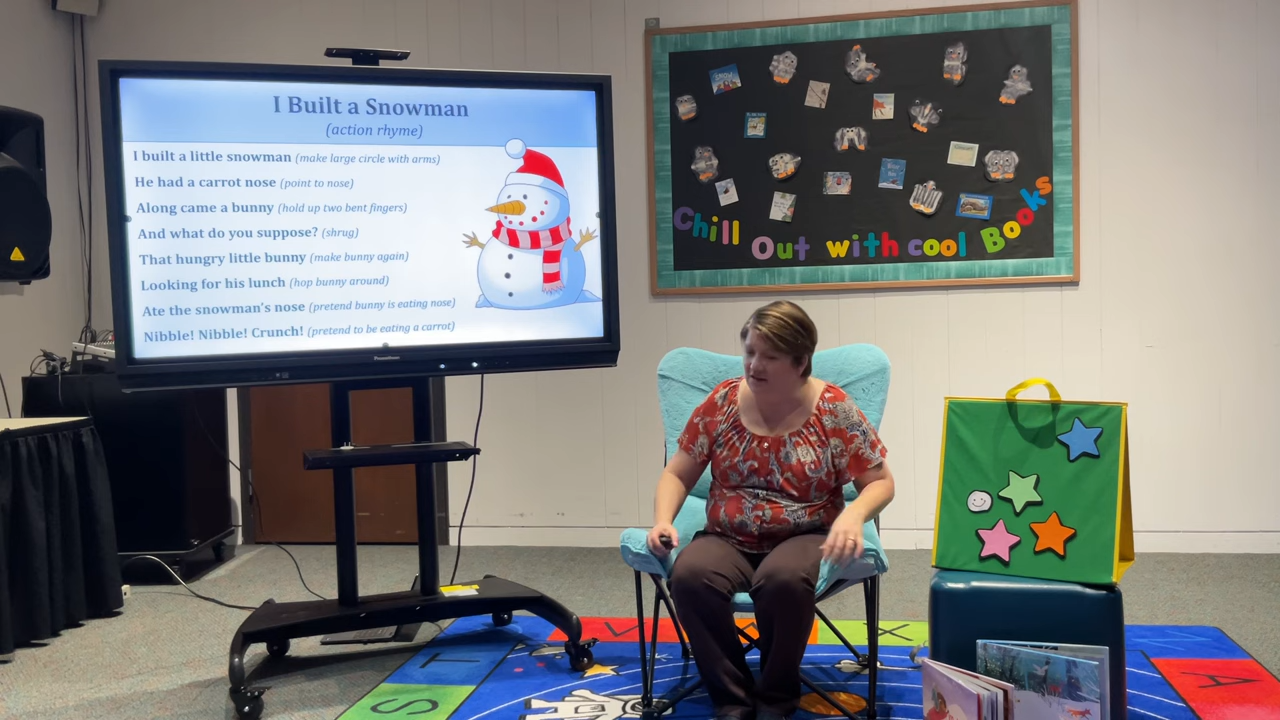 I Built a Snowman
(action rhyme)
I built a little snowman (make large circle with arms)
He had a carrot nose (point to nose)
Along came a bunny (hold up two bent fingers)
And what do you suppose? (shrug)
That hungry little bunny (make bunny again)
Looking for his lunch (hop bunny around)
Ate the snowman's nose (pretend bunny is eating nose)
Nibble! Nibble! Crunch! (pretend to be eating a carrot)
Promethean
Chill Out with cool Books
S T V X A